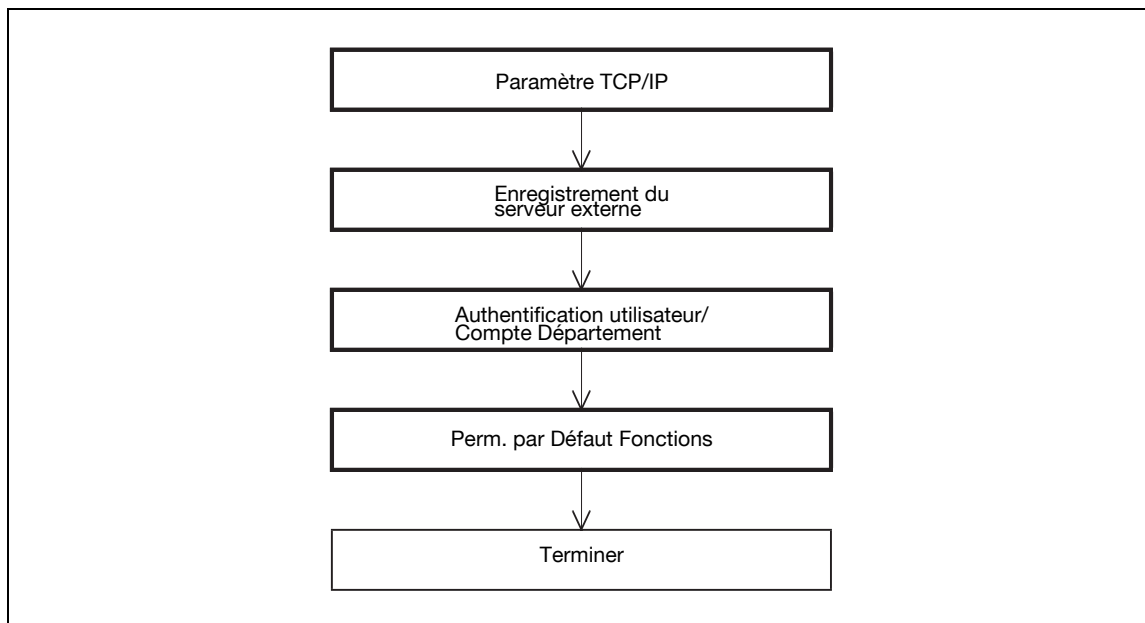 Paramètre TCP/IP
Enregistrement du
serveur externe
Authentification utilisateur/
Compte Département
Perm. par Défaut Fonctions
Terminer